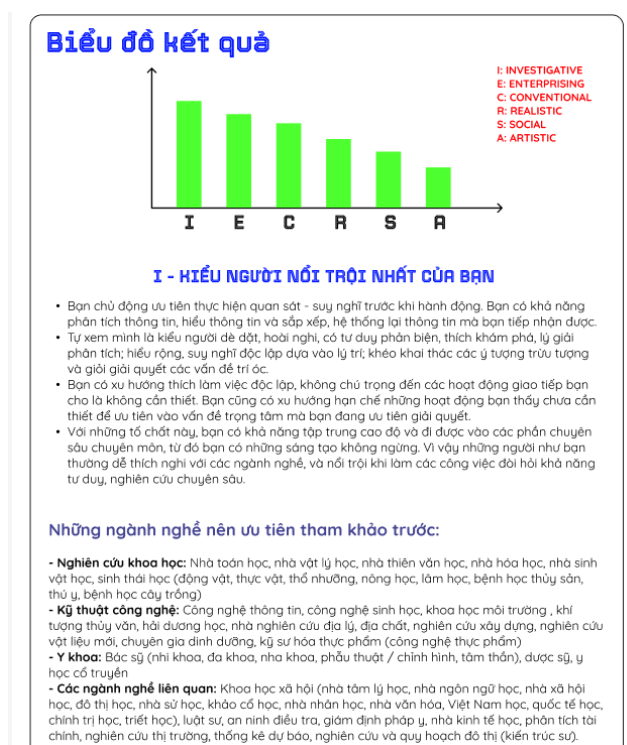 Biểu đồ kết quả
I: INVESTIGATIVE
E: ENTERPRISING
C: CONVENTIONAL
R: REALISTIC
S: SOCIAL
A: ARTISTIC
I E C R S A
I - KIỂU NGƯỜI NỔI TRỘI NHẤT CỦA BẠN
• Bạn chủ động ưu tiên thực hiện quan sát - suy nghĩ trước khi hành động. Bạn có khả năng
phân tích thông tin, hiểu thông tin và sắp xếp, hệ thống lại thông tin mà bạn tiếp nhận được.
• Tự xem mình là kiểu người dè dặt, hoài nghi, có tư duy phản biện, thích khám phá, lý giải
phân tích; hiểu rộng, suy nghĩ độc lập dựa vào lý trí; khéo khai thác các ý tượng trừu tượng
và giỏi giải quyết các vấn đề trí óc.
• Bạn có xu hướng thích làm việc độc lập, không chú trọng đến các hoạt động giao tiếp bạn
cho là không cần thiết. Bạn cũng có xu hướng hạn chế những hoạt động bạn thấy chưa cần
thiết để ưu tiên vào vấn đề trọng tâm mà bạn đang ưu tiên giải quyết.
• Với những tố chất này, bạn có khả năng tập trung cao độ và đi được vào các phần chuyên
sâu chuyên môn, từ đó bạn có những sáng tạo không ngừng. Vì vậy những người như bạn
thường dễ thích nghi với các ngành nghề, và nổi trội khi làm các công việc đòi hỏi khả năng
tư duy, nghiên cứu chuyên sâu.
Những ngành nghề nên ưu tiên tham khảo trước:
- Nghiên cứu khoa học: Nhà toán học, nhà vật lý học, nhà thiên văn học, nhà hóa học, nhà sinh
vật học, sinh thái học (động vật, thực vật, thổ nhưỡng, nông học, lâm học, bệnh học thủy sản,
thú y, bệnh học cây trồng)
- Kỹ thuật công nghệ: Công nghệ thông tin, công nghệ sinh học, khoa học môi trường , khí
tượng thủy văn, hải dương học, nhà nghiên cứu địa lý, địa chất, nghiên cứu xây dựng, nghiên cứu
vật liệu mới, chuyên gia dinh dưỡng, kỹ sư hóa thực phẩm (công nghệ thực phẩm)
- Y khoa: Bác sỹ (nhi khoa, đa khoa, nha khoa, phẫu thuật / chỉnh hình, tâm thần), dược sỹ, y
học cổ truyền
- Các ngành nghề liên quan: Khoa học xã hội (nhà tâm lý học, nhà ngôn ngữ học, nhà xã hội
học, đô thị học, nhà sử học, khảo cổ học, nhà nhân học, nhà văn hóa, Việt Nam học, quốc tế học,
chính trị học, triết học), luật sư, an ninh điều tra, giám định pháp y, nhà kinh tế học, phân tích tài
chính, nghiên cứu thị trường, thống kê dự báo, nghiên cứu và quy hoạch đô thị (kiến trúc sư).